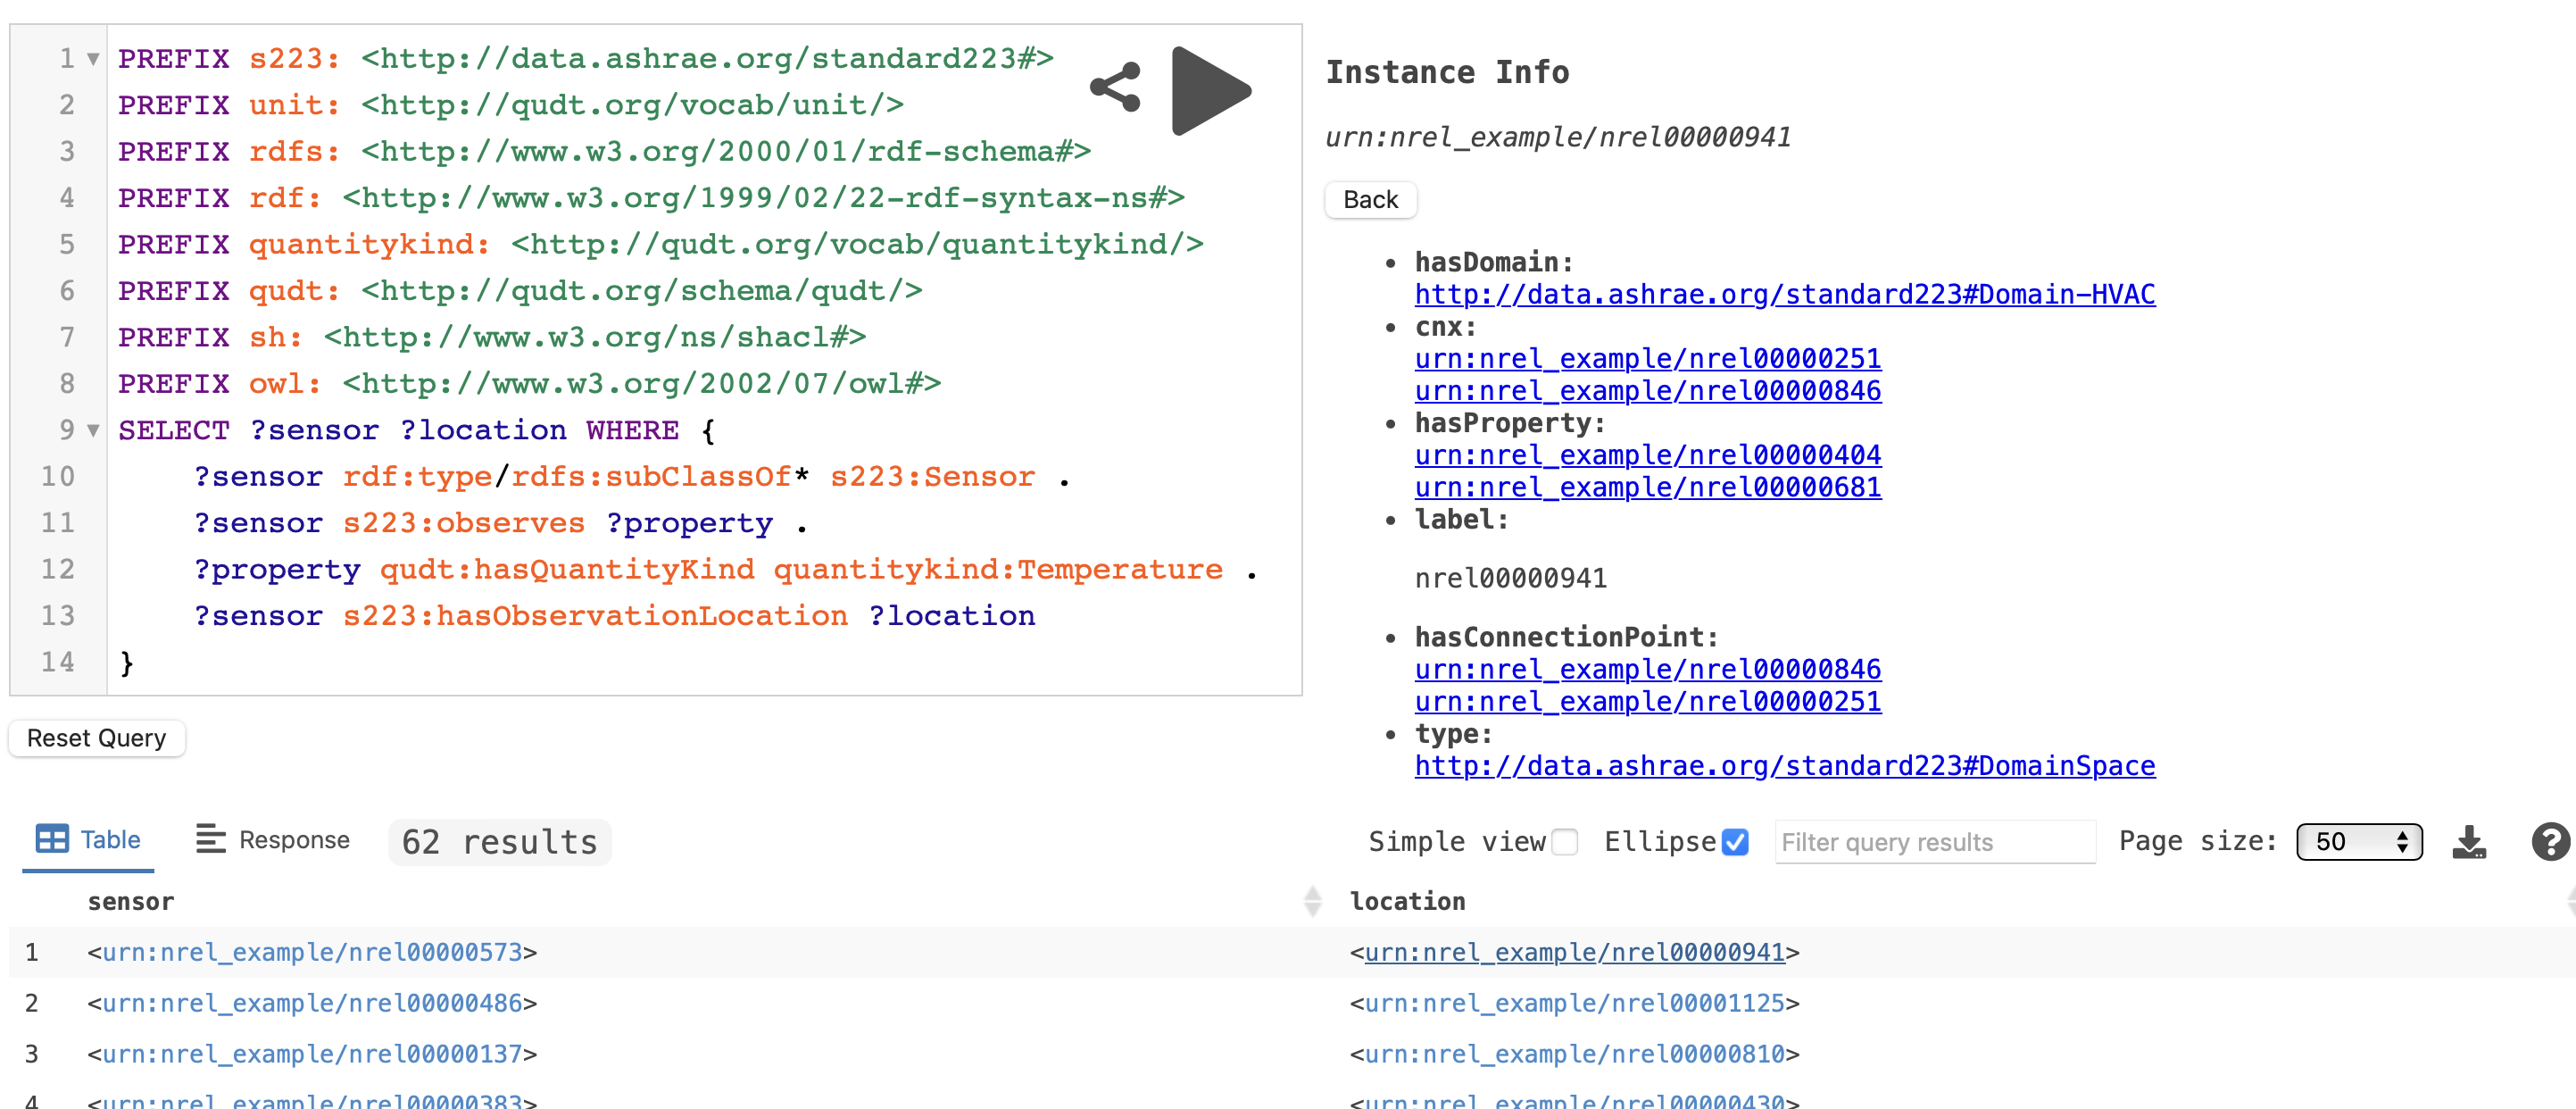 1 PREFIX s223: <http://data.ashrae.org/standard223#>
2 PREFIX unit: <http://qudt.org/vocab/unit/>
3 PREFIX rdfs: <http://www.w3.org/2000/01/rdf-schema#>
4 PREFIX rdf: <http://www.w3.org/1999/02/22-rdf-syntax-ns#>
5 PREFIX quantitykind: <http://qudt.org/vocab/quantitykind/>
6 PREFIX qudt: <http://qudt.org/schema/qudt/>
7 PREFIX sh: <http://www.w3.org/ns/shacl#>
8 PREFIX owl: <http://www.w3.org/2002/07/owl#>
9 SELECT ?sensor ?location WHERE {
10 ?sensor rdf:type/rdfs:subClassOf* s223:Sensor .
11 ?sensor s223:observes ?property .
12 ?property qudt:hasQuantityKind quantitykind:Temperature .
13 ?sensor s223:hasObservationLocation ?location
14 }
Reset Query
Instance Info
urn:nrel_example/nrel00000941
Back
• hasDomain:
http://data.ashrae.org/standard223#Domain-HVAC
• cnx:
urn:nrel_example/nrel00000251
urn:nrel_example/nrel00000846
• hasProperty:
urn:nrel_example/nrel00000404
urn:nrel_example/nrel00000681
• label:
nrel00000941
• hasConnectionPoint:
urn:nrel_example/nrel00000846
urn:nrel_example/nrel00000251
• type:
http://data.ashrae.org/standard223#DomainSpace
Table Response 62 results Simple view Ellipse Filter query results Page size: 50 ?
sensor location
1 <urn:nrel_example/nrel00000573> <urn:nrel_example/nrel00000941>
2 <urn:nrel_example/nrel00000486> <urn:nrel_example/nrel00001125>
3 <urn:nrel_example/nrel00000137> <urn:nrel_example/nrel00000810>
4 <urn:nrel_example/nrel00000383> <urn:nrel_example/nrel00000430>